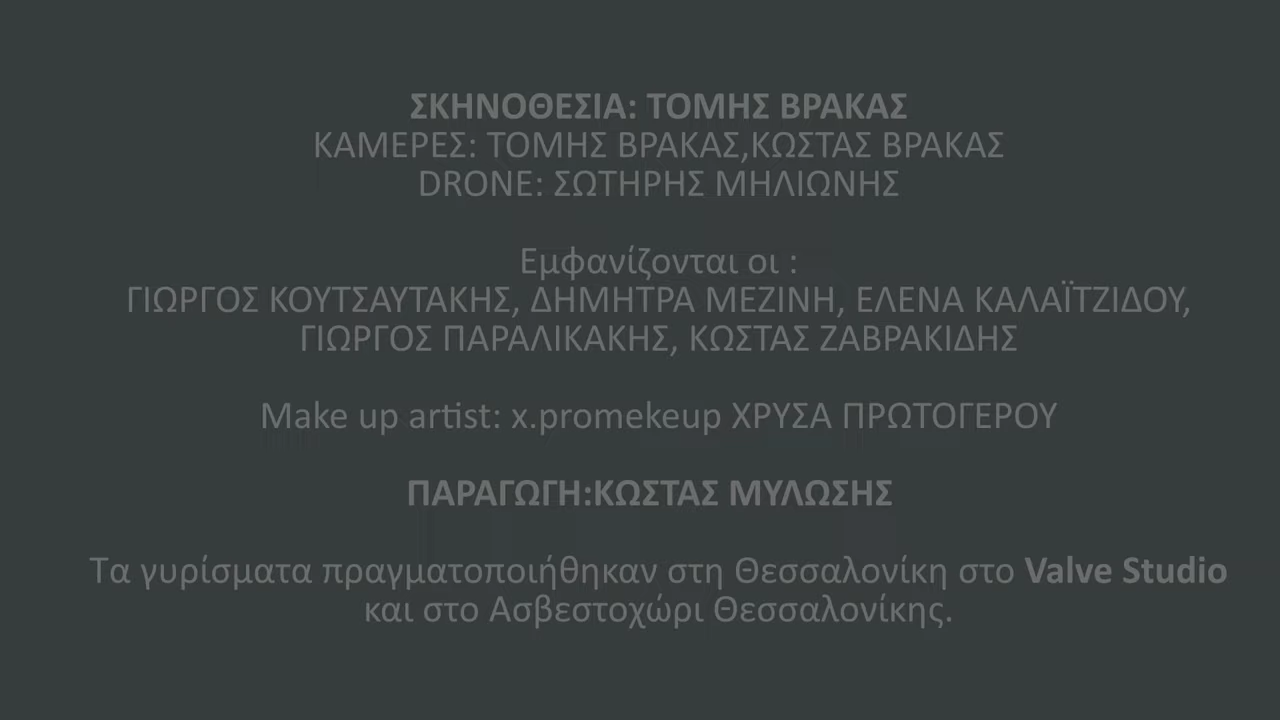 ΣΚΗΝΟΘΕΣΙΑ: ΤΟΜΗΣ ΒΡΑΚΑΣ
ΚΑΜΕΡΕΣ: ΤΟΜΗΣ ΒΡΑΚΑΣ,ΚΩΣΤΑΣ ΒΡΑΚΑΣ
DRONE: ΣΩΤΗΡΗΣ ΜΗΛΙΩΝΗΣ
Εμφανίζονται οι :
ΓΙΩΡΓΟΣ ΚΟΥΤΣΑΥΤΑΚΗΣ, ΔΗΜΗΤΡΑ ΜΕΖΙΝΗ, ΕΛΕΝΑ ΚΑΛΑΪΤΖΙΔΟΥ,
ΓΙΩΡΓΟΣ ΠΑΡΑΛΙΚΑΚΗΣ, ΚΩΣΤΑΣ ΖΑΒΡΑΚΙΔΗΣ
Make up artist: x.promekeup ΧΡΥΣΑ ΠΡΩΤΟΓΕΡΟΥ
ΠΑΡΑΓΩΓΗ:ΚΩΣΤΑΣ ΜΥΛΩΣΗΣ
Τα γυρίσματα πραγματοποιήθηκαν στη Θεσσαλονίκη στο Valve Studio
και στο Ασβεστοχώρι Θεσσαλονίκης.